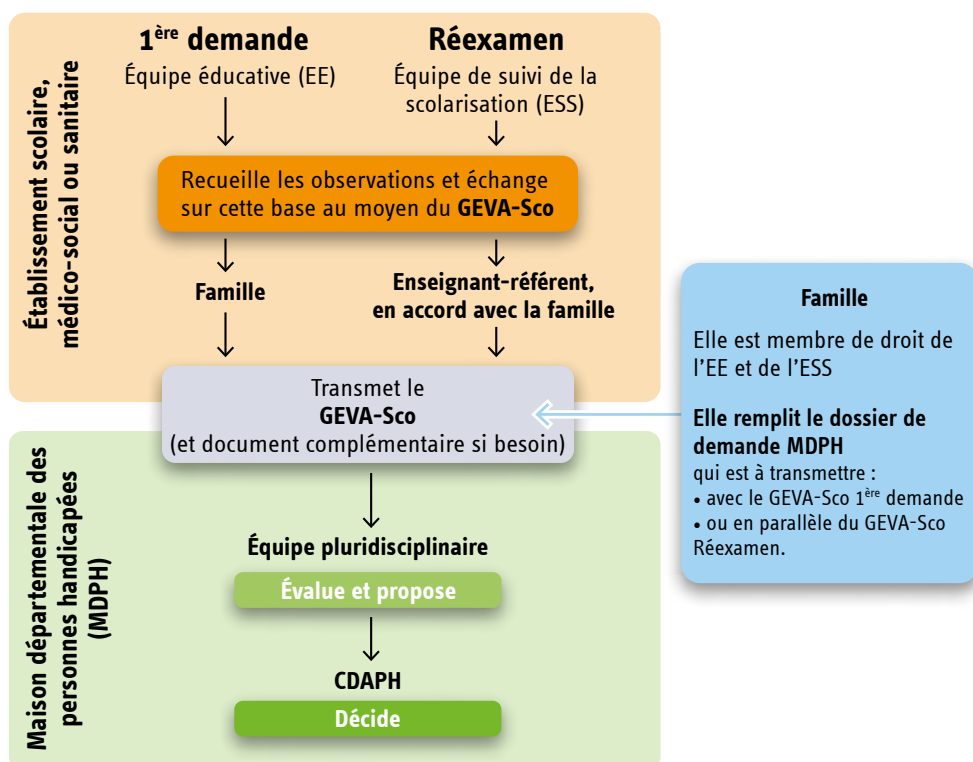 Établissement scolaire,
médico-social ou sanitaire
1ère demande
Équipe éducative (EE)
Réexamen
Équipe de suivi de la
scolarisation (ESS)
Recueille les observations et échange
sur cette base au moyen du GEVA-Sco
Famille
Enseignant-référent,
en accord avec la famille
Transmet le
GEVA-Sco
(et document complémentaire si besoin)
Famille
Elle est membre de droit de
l'EE et de l'ESS
Elle remplit le dossier de
demande MDPH
qui est à transmettre :
• avec le GEVA-Sco 1ère demande
• ou en parallèle du GEVA-Sco
Réexamen.
Maison départementale des
personnes handicapées
(MDPH)
Équipe pluridisciplinaire
Évalue et propose
CDAPH
Décide